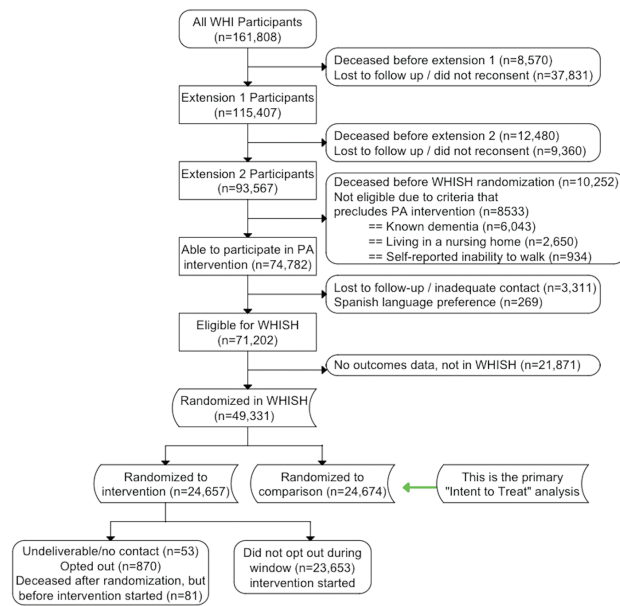 All WHI Participants
(n=161,808)
Deceased before extension 1 (n=8,570)
Lost to follow up / did not reconsent (n=37,831)
Extension 1 Participants
(n=115,407)
Deceased before extension 2 (n=12,480)
Lost to follow up / did not reconsent (n=9,360)
Extension 2 Participants
(n=93,567)
Deceased before WHISH randomization (n=10,252)
Not eligible due to criteria that
precludes PA intervention (n=8533)
== Known dementia (n=6,043)
== Living in a nursing home (n=2,650)
== Self-reported inability to walk (n=934)
Able to participate in PA
intervention (n=74,782)
Lost to follow-up / inadequate contact (n=3,311)
Spanish language preference (n=269)
Eligible for WHISH
(n=71,202)
No outcomes data, not in WHISH (n=21,871)
Randomized in WHISH
(n=49,331)
Randomized to
intervention (n=24,657)
Randomized to
comparison (n=24,674)
This is the primary
"Intent to Treat" analysis
Undeliverable/no contact (n=53)
Opted out (n=870)
Deceased after randomization, but
before intervention started (n=81)
Did not opt out during
window (n=23,653)
intervention started